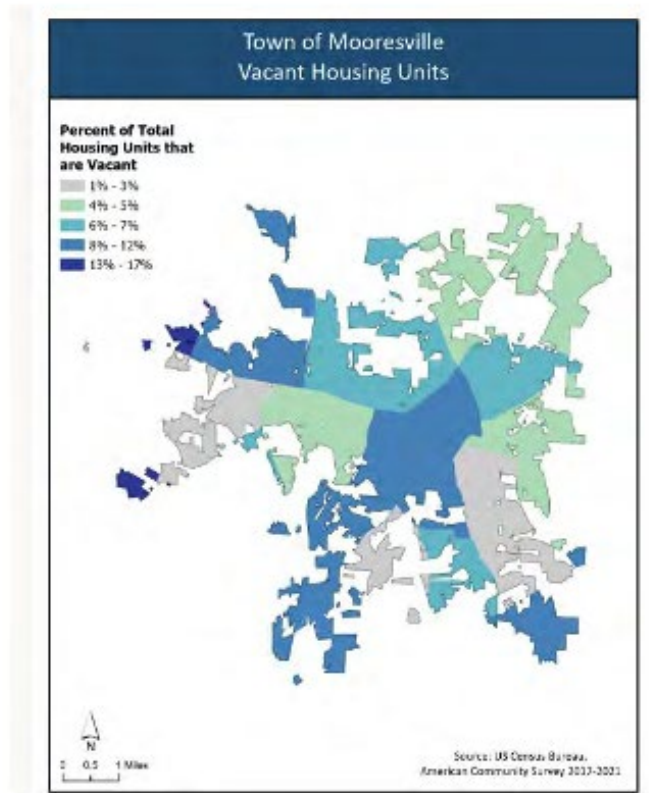 Town of Mooresville
Vacant Housing Units
Percent of Total
Housing Units that
are Vacant
1% - 3%
4% - 5%
6% - 7%
8% - 12%
13% - 17%
N
0 0.5 1 Miles
Source: US Census Bureau,
American Community Survey 2017-2021